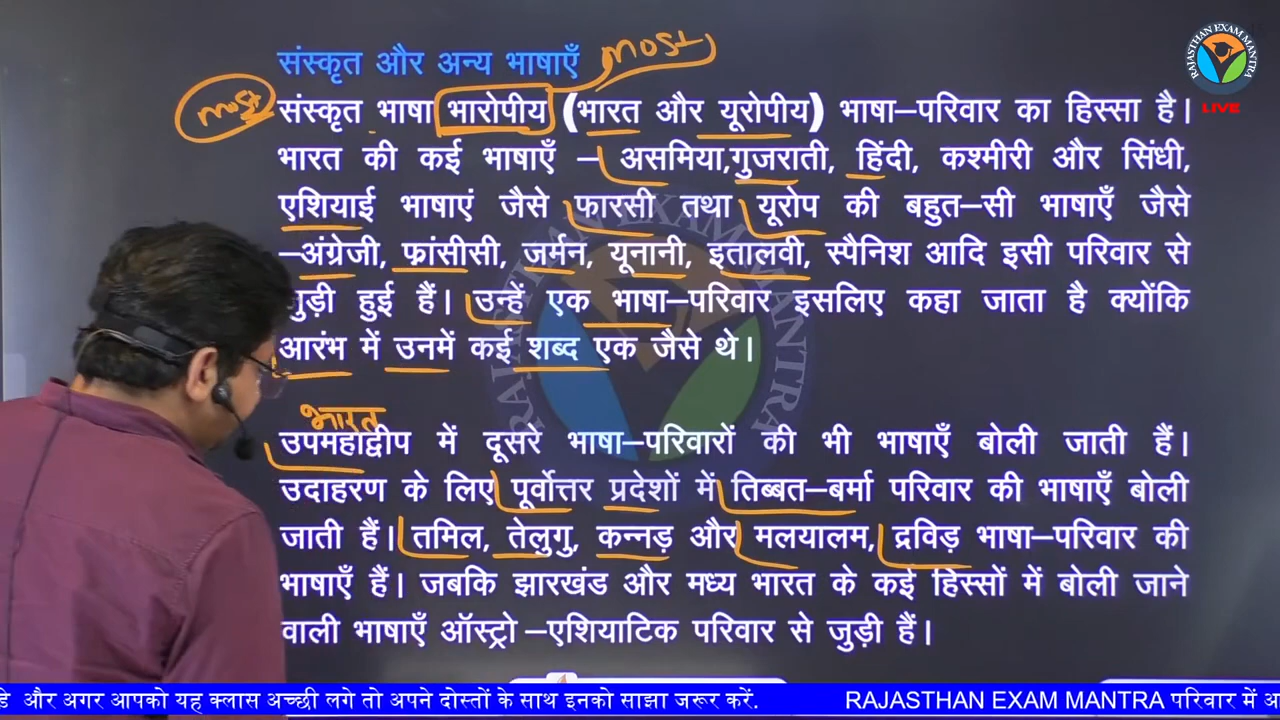 RAJASTHAN EXAM MANTRA
LIVE
संस्कृत और अन्य भाषाएँ most
most संस्कृत भाषा भारोपीय (भारत और यूरोपीय) भाषा–परिवार का हिस्सा है।
भारत की कई भाषाएँ – असमिया,गुजराती, हिंदी, कश्मीरी और सिंधी,
एशियाई भाषाएं जैसे फारसी तथा यूरोप की बहुत–सी भाषाएँ जैसे
–अंग्रेजी, फ्रांसीसी, जर्मन, यूनानी, इतालवी, स्पैनिश आदि इसी परिवार से
जुड़ी हुई हैं। उन्हें एक भाषा–परिवार इसलिए कहा जाता है क्योंकि
आरंभ में उनमें कई शब्द एक जैसे थे।
भारत
उपमहाद्वीप में दूसरे भाषा–परिवारों की भी भाषाएँ बोली जाती हैं।
उदाहरण के लिए पूर्वोत्तर प्रदेशों में तिब्बत–बर्मा परिवार की भाषाएँ बोली
जाती हैं। तमिल, तेलुगु, कन्नड़ और मलयालम, द्रविड़ भाषा–परिवार की
भाषाएँ हैं। जबकि झारखंड और मध्य भारत के कई हिस्सों में बोली जाने
वाली भाषाएँ ऑस्ट्रो –एशियाटिक परिवार से जुड़ी हैं।
और अगर आपको यह क्लास अच्छी लगे तो अपने दोस्तों के साथ इनको साझा जरूर करें. RAJASTHAN EXAM MANTRA परिवार में